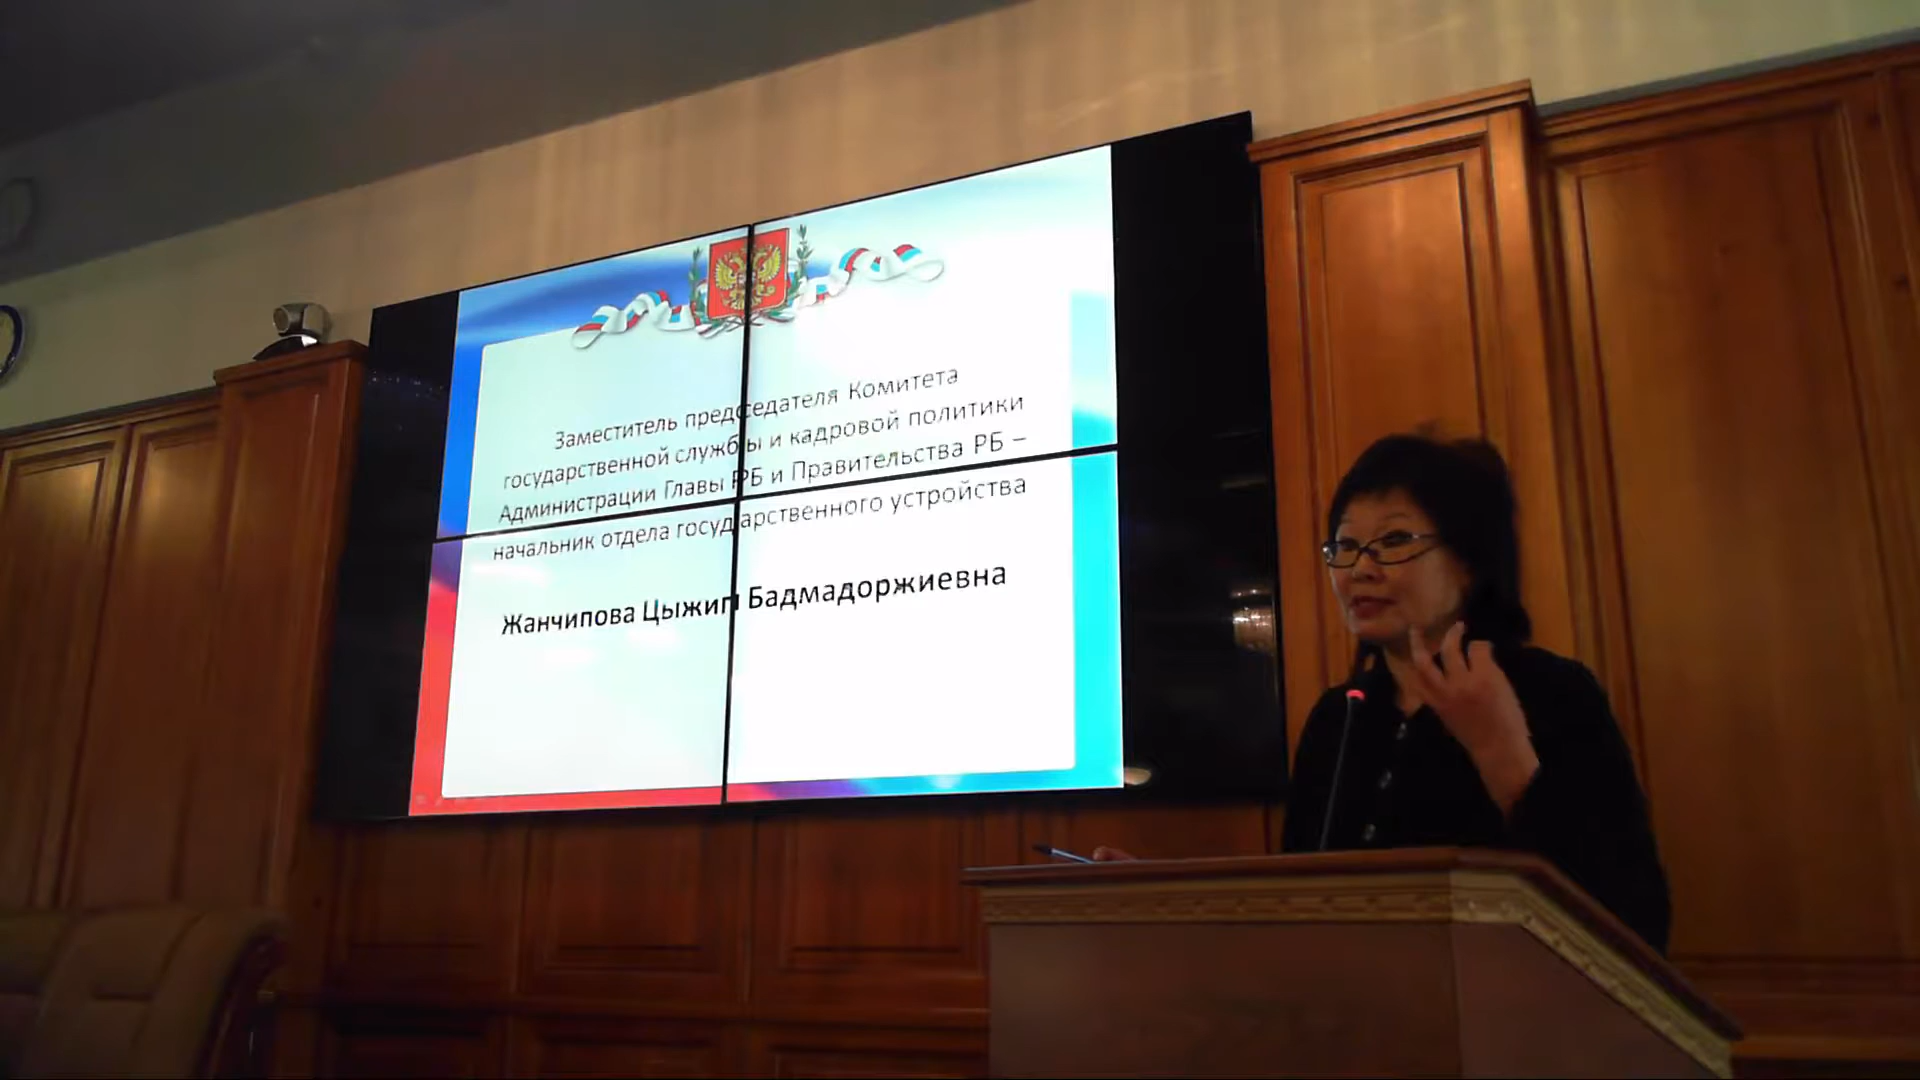 Заместитель председателя Комитета
государственной службы и кадровой политики
Администрации Главы РБ и Правительства РБ –
начальник отдела государственного устройства
Жанчипова Цыжип Бадмадоржиевна